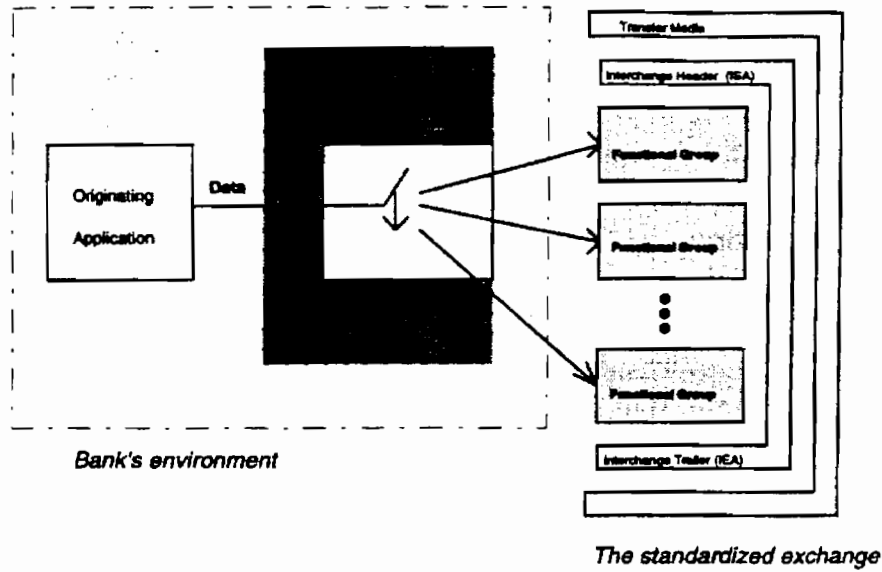 Transfer Media
Interchange Header (ISA)
Functional Group
Originating
Application
Data
Functional Group
Functional Group
Interchange Trailer (IEA)
Bank's environment
The standardized exchange